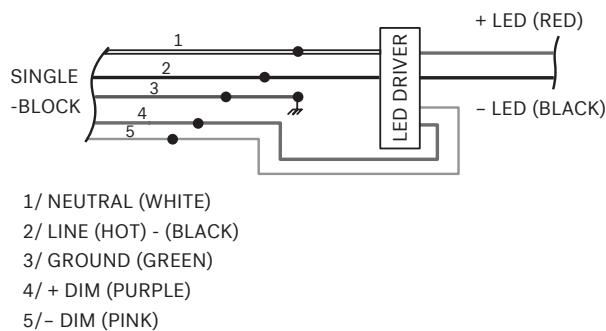 + LED (RED)
1
SINGLE
2
3
-BLOCK
4
5
LED DRIVER
– LED (BLACK)
1/ NEUTRAL (WHITE)
2/ LINE (HOT) - (BLACK)
3/ GROUND (GREEN)
4/ + DIM (PURPLE)
5/– DIM (PINK)